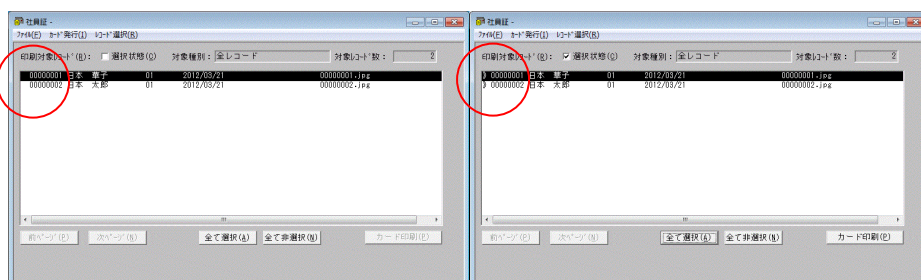 社員証 -
ﾌｧｲﾙ(F) ｶｰﾄﾞ発行(I) ﾚｺｰﾄﾞ選択(R)
印刷対象ﾚｺｰﾄﾞ(R): 選択状態(O) 対象種別: 全レコード 対象ﾚｺｰﾄﾞ数: 2
00000001 日本 華子 01 2012/03/21 00000001.jpg
00000002 日本 太郎 01 2012/03/21 00000002.jpg
前ﾍﾟｰｼﾞ(P) 次ﾍﾟｰｼﾞ(N) 全て選択(A) 全て非選択(N) カード印刷(P)
社員証 -
ﾌｧｲﾙ(F) ｶｰﾄﾞ発行(I) ﾚｺｰﾄﾞ選択(R)
印刷対象ﾚｺｰﾄﾞ(R): 選択状態(O) 対象種別: 全レコード 対象ﾚｺｰﾄﾞ数: 2
》 00000001 日本 華子 01 2012/03/21 00000001.jpg
》 00000002 日本 太郎 01 2012/03/21 00000002.jpg
前ﾍﾟｰｼﾞ(P) 次ﾍﾟｰｼﾞ(N) 全て選択(A) 全て非選択(N) カード印刷(P)